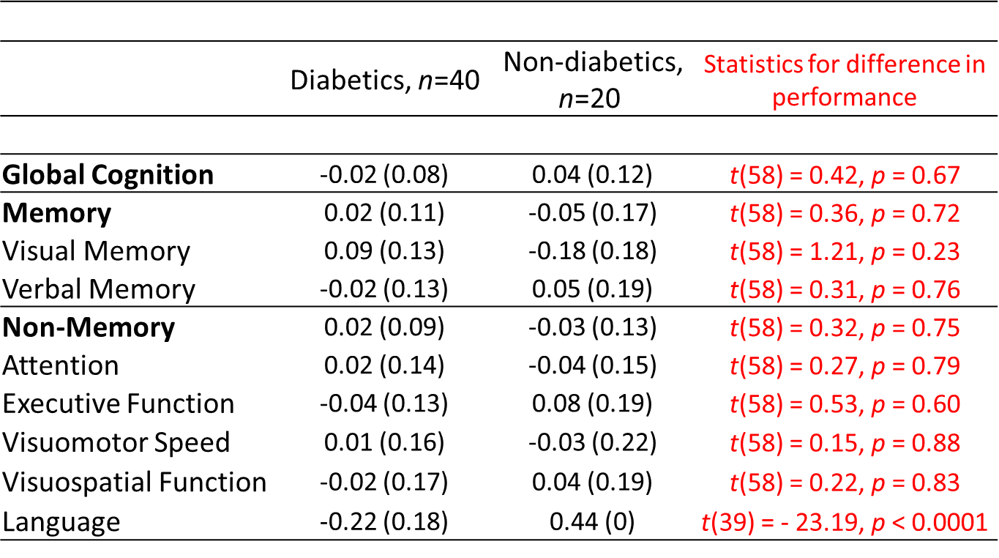 Diabetics, n=40 Non-diabetics, n=20 Statistics for difference in performance
Global Cognition -0.02 (0.08) 0.04 (0.12) t(58) = 0.42, p = 0.67
Memory 0.02 (0.11) -0.05 (0.17) t(58) = 0.36, p = 0.72
Visual Memory 0.09 (0.13) -0.18 (0.18) t(58) = 1.21, p = 0.23
Verbal Memory -0.02 (0.13) 0.05 (0.19) t(58) = 0.31, p = 0.76
Non-Memory 0.02 (0.09) -0.03 (0.13) t(58) = 0.32, p = 0.75
Attention 0.02 (0.14) -0.04 (0.15) t(58) = 0.27, p = 0.79
Executive Function -0.04 (0.13) 0.08 (0.19) t(58) = 0.53, p = 0.60
Visuomotor Speed 0.01 (0.16) -0.03 (0.22) t(58) = 0.15, p = 0.88
Visuospatial Function -0.02 (0.17) 0.04 (0.19) t(58) = 0.22, p = 0.83
Language -0.22 (0.18) 0.44 (0) t(39) = - 23.19, p < 0.0001